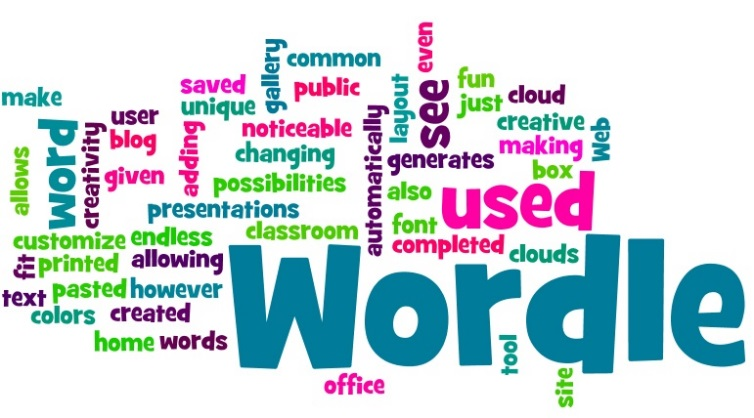 even
common
gallery
saved
public
fun
make
unique
layout
see
just
cloud
user
noticeable
creative
Web
word
creativity
blog
adding
changing
automatically
generates
making
allows
given
possibilities
also
box
used
presentations
classroom
font
customize
endless
completed
clouds
fit
printed
allowing
Wordle
text
pasted
however
colors
created
home
words
tool
office
site